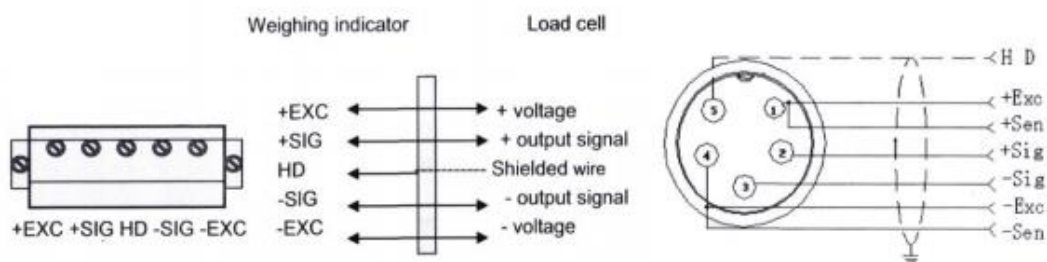 Weighing indicator Load cell
+EXC + voltage
+SIG + output signal
HD Shielded wire
-SIG - output signal
-EXC - voltage
+EXC +SIG HD -SIG -EXC
5 1
4 2
3
H D
+Exc
+Sen
+Sig
-Sig
-Exc
-Sen